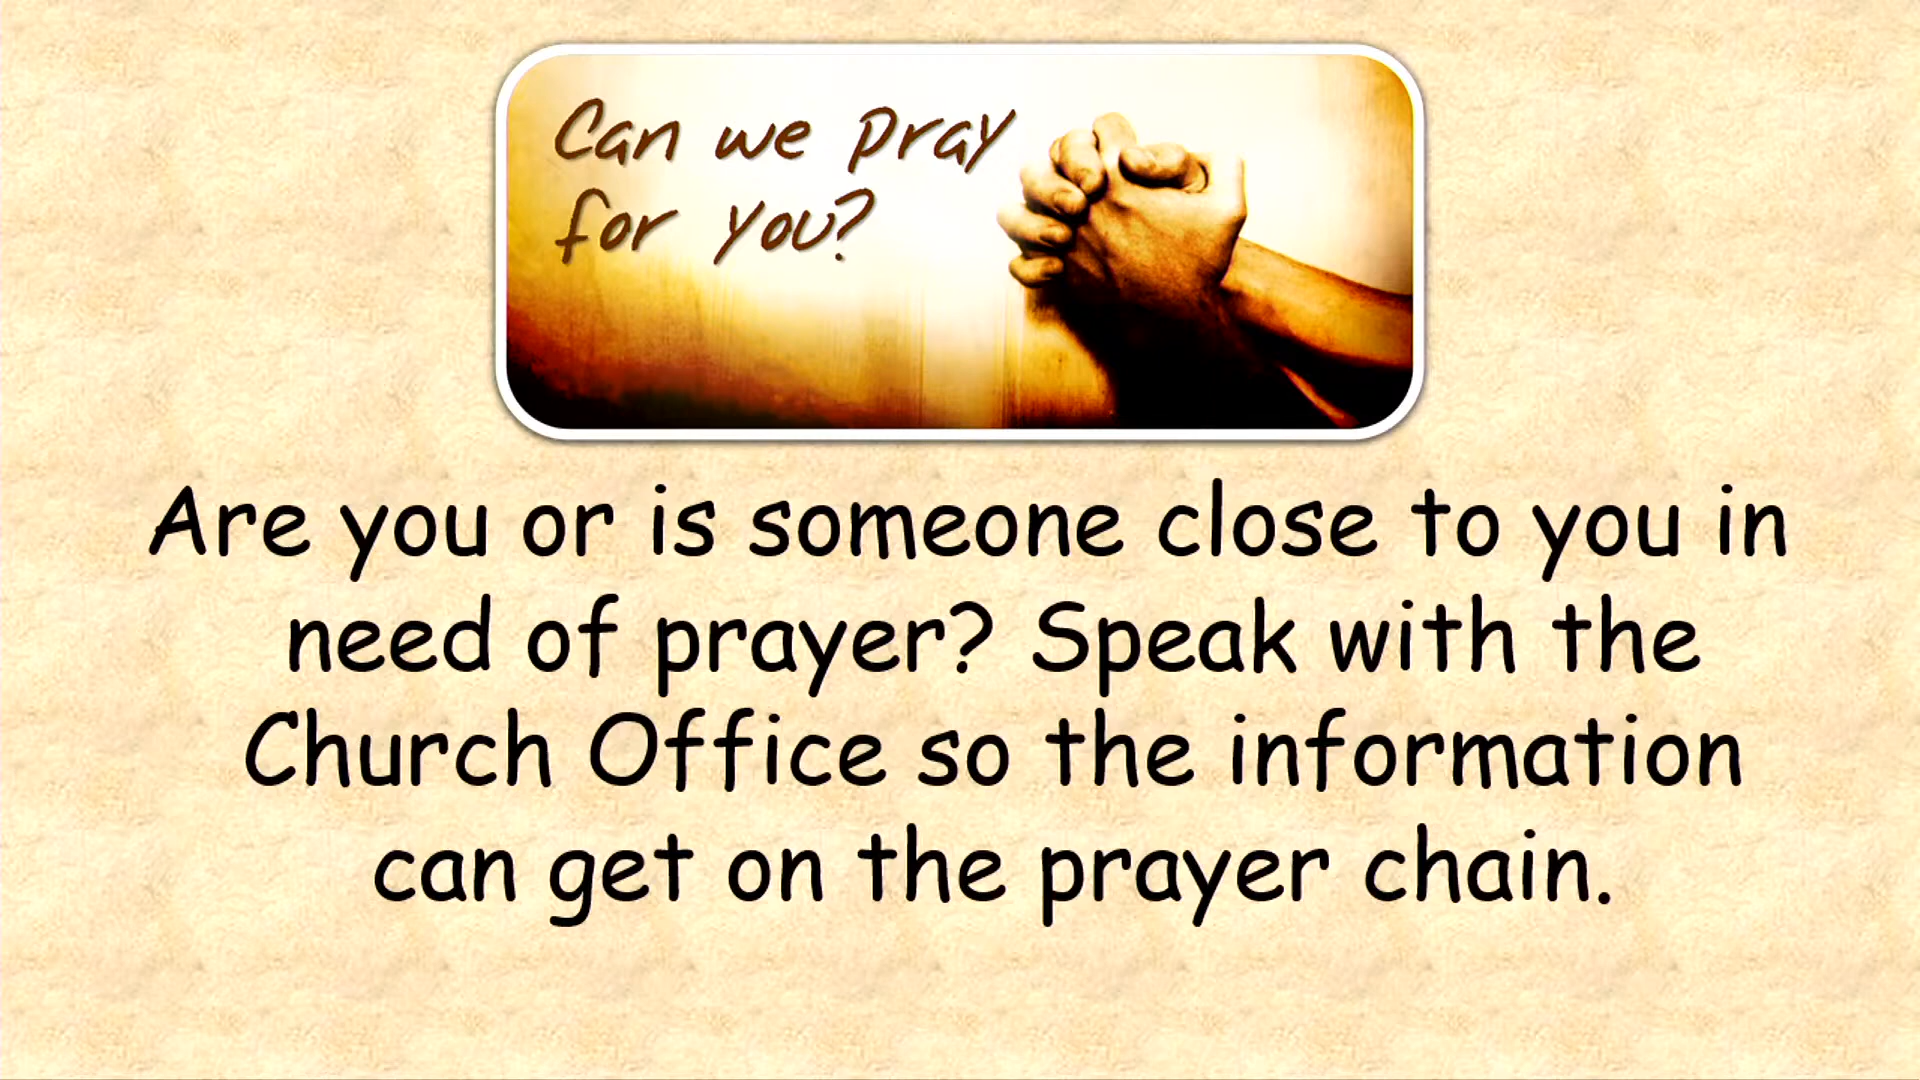 Can we pray
for you?
Are you or is someone close to you in
need of prayer? Speak with the
Church Office so the information
can get on the prayer chain.